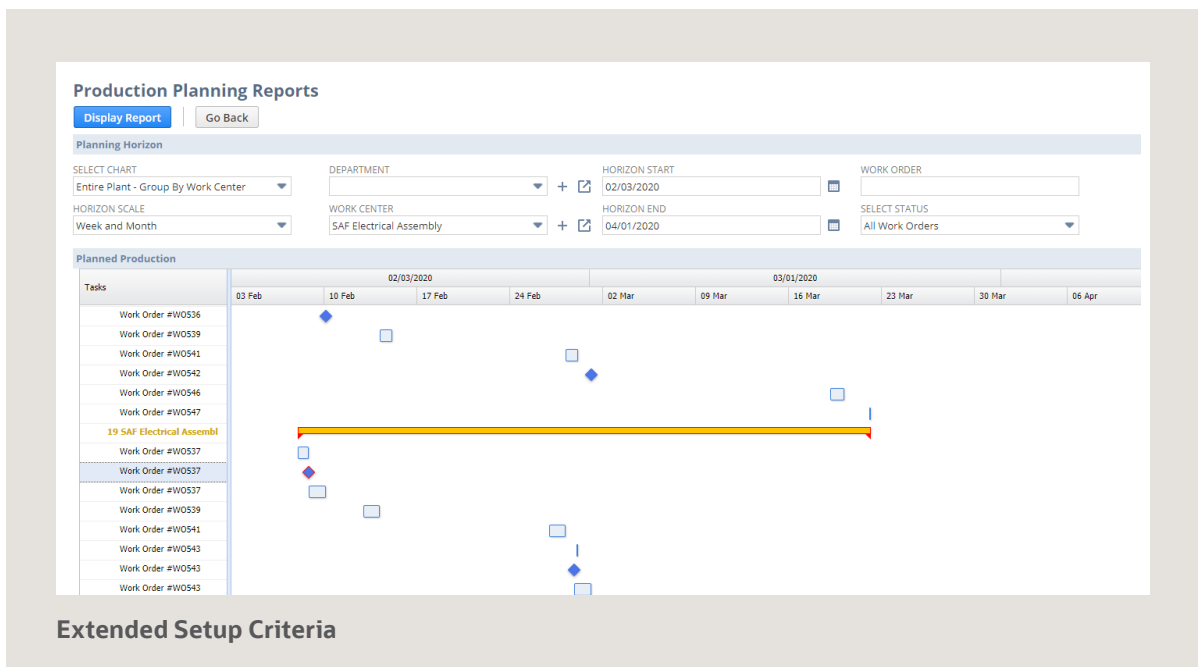 Production Planning Reports
Display Report
Go Back
Planning Horizon
SELECT CHART
DEPARTMENT
HORIZON START
WORK ORDER
Entire Plant - Group By Work Center
02/03/2020
HORIZON SCALE
WORK CENTER
HORIZON END
SELECT STATUS
Week and Month
SAF Electrical Assembly
04/01/2020
All Work Orders
Planned Production
Tasks
02/03/2020
03/01/2020
03 Feb
10 Feb
17 Feb
24 Feb
02 Mar
09 Mar
16 Mar
23 Mar
30 Mar
06 Apr
Work Order #WO536
Work Order #WO539
Work Order #WO541
Work Order #WO542
Work Order #WO546
Work Order #WO547
19 SAF Electrical Assembl
Work Order #WO537
Work Order #WO537
Work Order #WO537
Work Order #WO539
Work Order #WO541
Work Order #WO543
Work Order #WO543
Work Order #WO543
Extended Setup Criteria